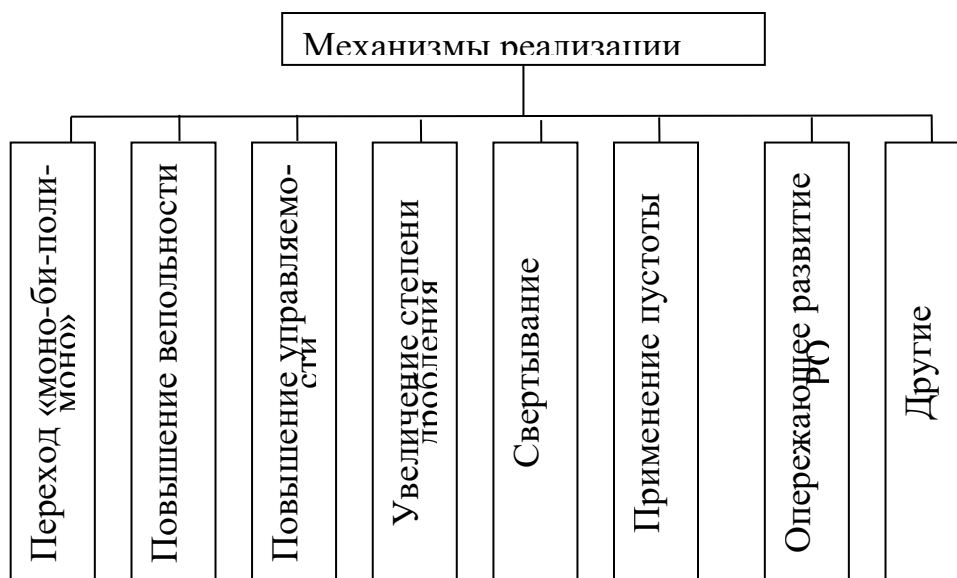 Механизмы реализации
Переход «моно-би-поли-
моно»
Повышение вепольности
Повышение управляемо-
сти
Увеличение степени
дробления
Свертывание
Применение пустоты
Опережающее развитие
РО
Другие